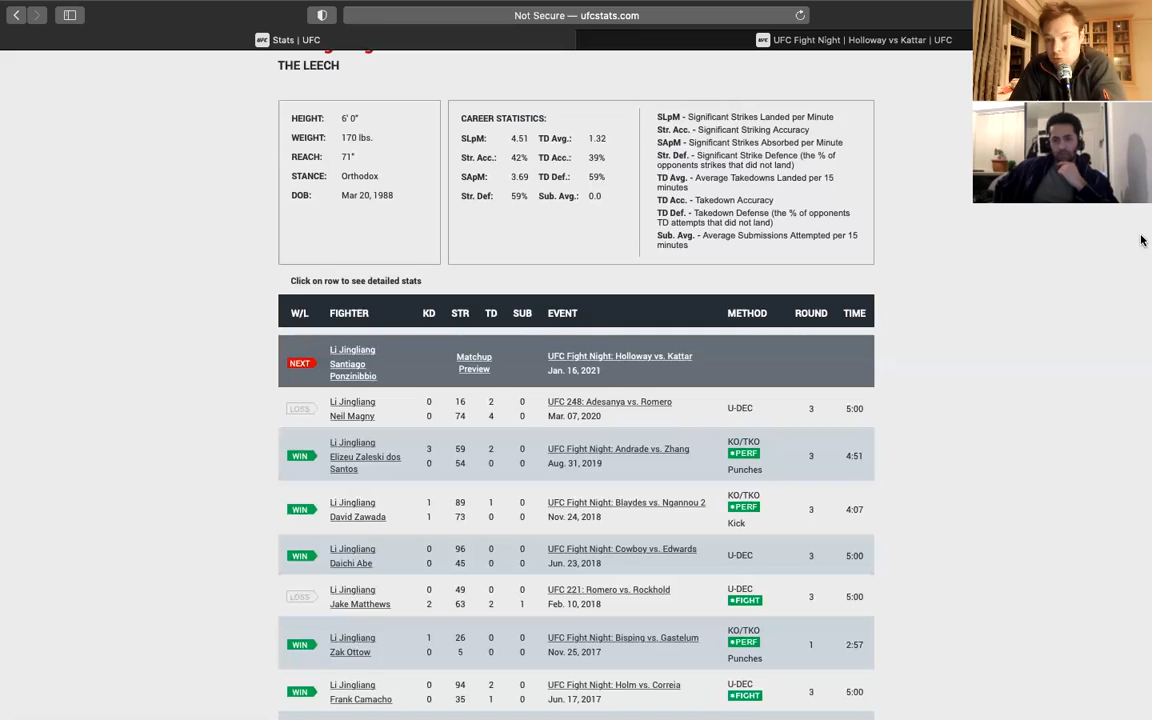 Not Secure — ufcstats.com
Stats | UFC
UFC Fight Night | Holloway vs Kattar | UFC
THE LEECH
HEIGHT: 6' 0"
WEIGHT: 170 lbs.
REACH: 71"
STANCE: Orthodox
DOB: Mar 20, 1988
CAREER STATISTICS:
SLpM: 4.51 TD Avg.: 1.32
Str. Acc.: 42% TD Acc.: 39%
SApM: 3.69 TD Def.: 59%
Str. Def: 59% Sub. Avg.: 0.0
SLpM - Significant Strikes Landed per Minute
Str. Acc. - Significant Striking Accuracy
SApM - Significant Strikes Absorbed per Minute
Str. Def. - Significant Strike Defence (the % of
opponents strikes that did not land)
TD Avg. - Average Takedowns Landed per 15
minutes
TD Acc. - Takedown Accuracy
TD Def. - Takedown Defense (the % of opponents
TD attempts that did not land)
Sub. Avg. - Average Submissions Attempted per 15
minutes
Click on row to see detailed stats
W/L FIGHTER KD STR TD SUB EVENT METHOD ROUND TIME
NEXT Li Jingliang Matchup UFC Fight Night: Holloway vs. Kattar
Santiago Preview Jan. 16, 2021
Ponzinibbio
LOSS Li Jingliang 0 16 2 0 UFC 248: Adesanya vs. Romero U-DEC 3 5:00
Neil Magny 0 74 4 0 Mar. 07, 2020
WIN Li Jingliang 3 59 2 0 UFC Fight Night: Andrade vs. Zhang KO/TKO PERF 3 4:51
Elizeu Zaleski dos 0 54 0 0 Aug. 31, 2019
Santos Punches
WIN Li Jingliang 1 89 1 0 UFC Fight Night: Blaydes vs. Ngannou 2 KO/TKO PERF 3 4:07
David Zawada 1 73 0 0 Nov. 24, 2018 Kick
WIN Li Jingliang 0 96 0 0 UFC Fight Night: Cowboy vs. Edwards U-DEC 3 5:00
Daichi Abe 0 45 0 0 Jun. 23, 2018
LOSS Li Jingliang 0 49 0 0 UFC 221: Romero vs. Rockhold U-DEC 3 5:00
Jake Matthews 2 63 2 1 Feb. 10, 2018 FIGHT
WIN Li Jingliang 1 26 0 0 UFC Fight Night: Bisping vs. Gastelum KO/TKO PERF 1 2:57
Zak Ottow 0 5 0 0 Nov. 25, 2017 Punches
WIN Li Jingliang 0 94 2 0 UFC Fight Night: Holm vs. Correia U-DEC 3 5:00
Frank Camacho 0 35 1 0 Jun. 17, 2017 FIGHT